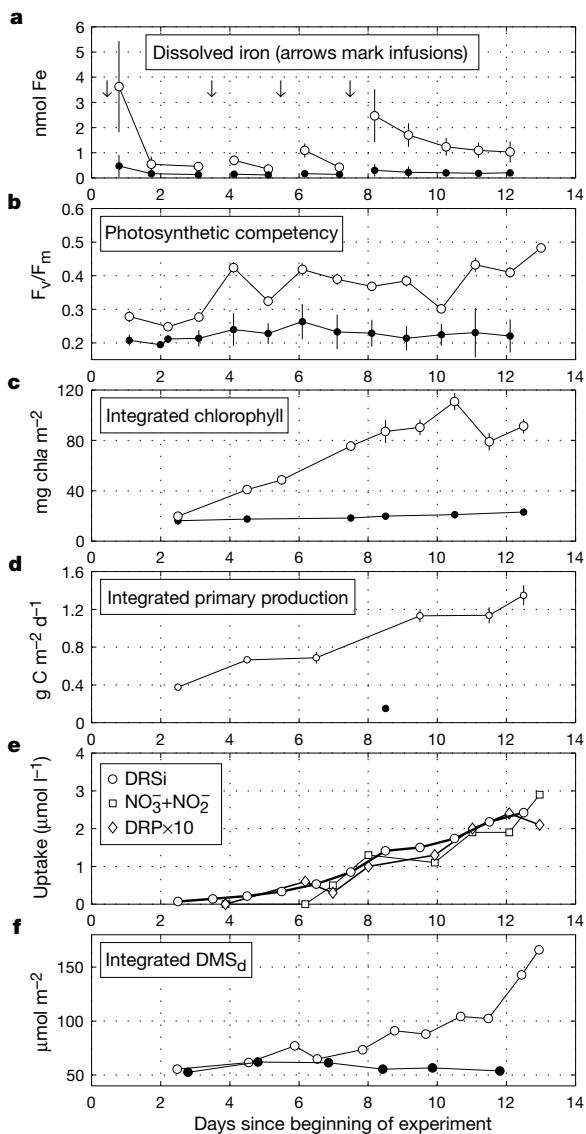 a
Dissolved iron (arrows mark infusions)
nmol Fe
6
5
4
3
2
1
0
0 2 4 6 8 10 12 14
b
Photosynthetic competency
Fv/Fm
0.6
0.5
0.4
0.3
0.2
0 2 4 6 8 10 12 14
c
Integrated chlorophyll
mg chla m−2
120
80
40
0
0 2 4 6 8 10 12 14
d
Integrated primary production
g C m−2 d−1
1.6
1.2
0.8
0.4
0
0 2 4 6 8 10 12 14
e
DRSi
NO3−+NO2−
DRP×10
Uptake (μmol l−1)
4
3
2
1
0
0 2 4 6 8 10 12 14
f
Integrated DMSd
μmol m−2
150
100
50
0 2 4 6 8 10 12 14
Days since beginning of experiment